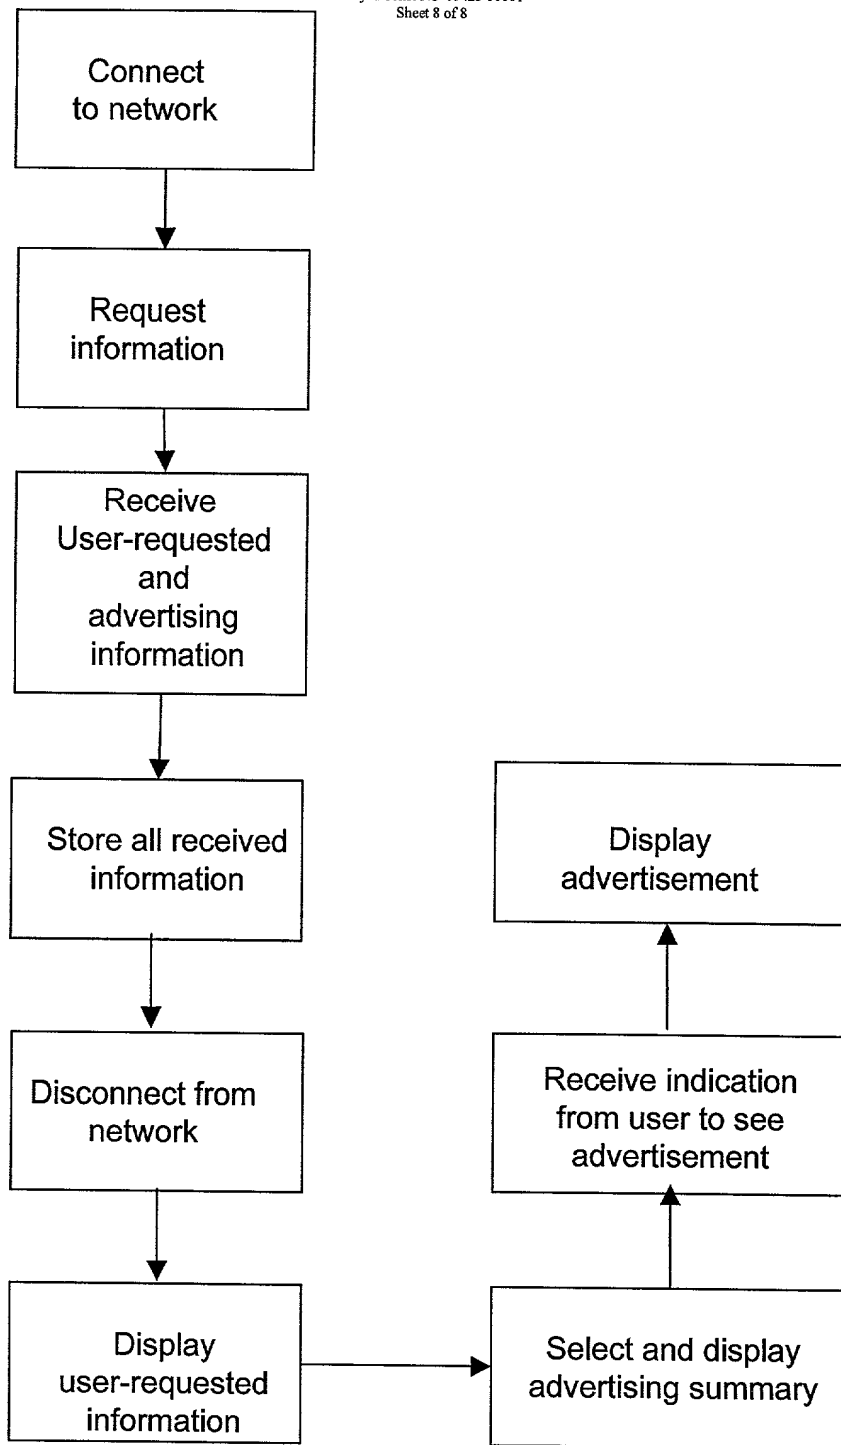 Sheet 8 of 8
Connect
to network
Request
information
Receive
User-requested
and
advertising
information
Store all received
information
Disconnect from
network
Display
user-requested
information
Select and display
advertising summary
Receive indication
from user to see
advertisement
Display
advertisement